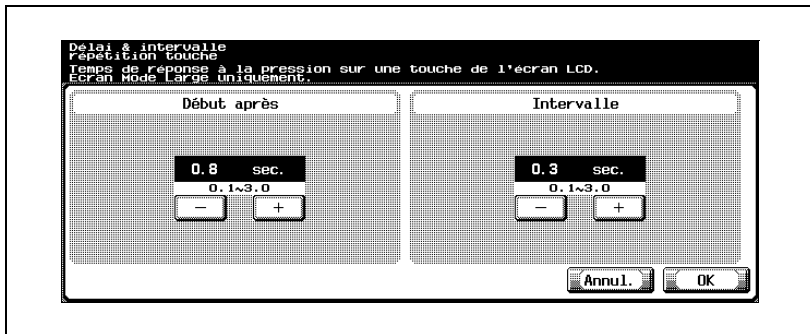 Délai & intervalle
répétition touche
Temps de réponse à la pression sur une touche de l'écran LCD.
Ecran Mode Large uniquement.
Début après
Intervalle
0.8 sec.
0.3 sec.
0.1~3.0
0.1~3.0
− +
− +
Annul. OK